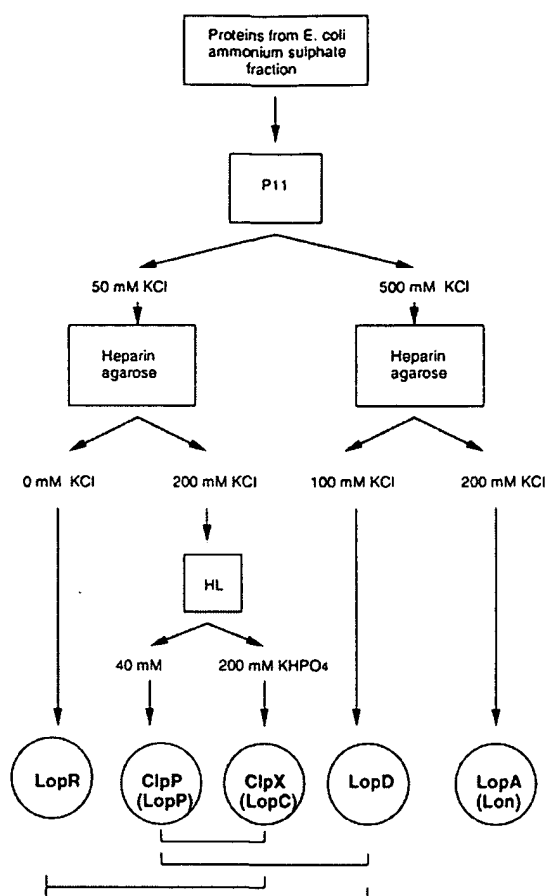 Proteins from E. coli
ammonium sulphate
fraction
P11
50 mM KCl
500 mM KCl
Heparin
agarose
Heparin
agarose
0 mM KCl
200 mM KCl
100 mM KCl
200 mM KCl
HL
40 mM
200 mM KHPO4
LopR
ClpP
(LopP)
ClpX
(LopC)
LopD
LopA
(Lon)